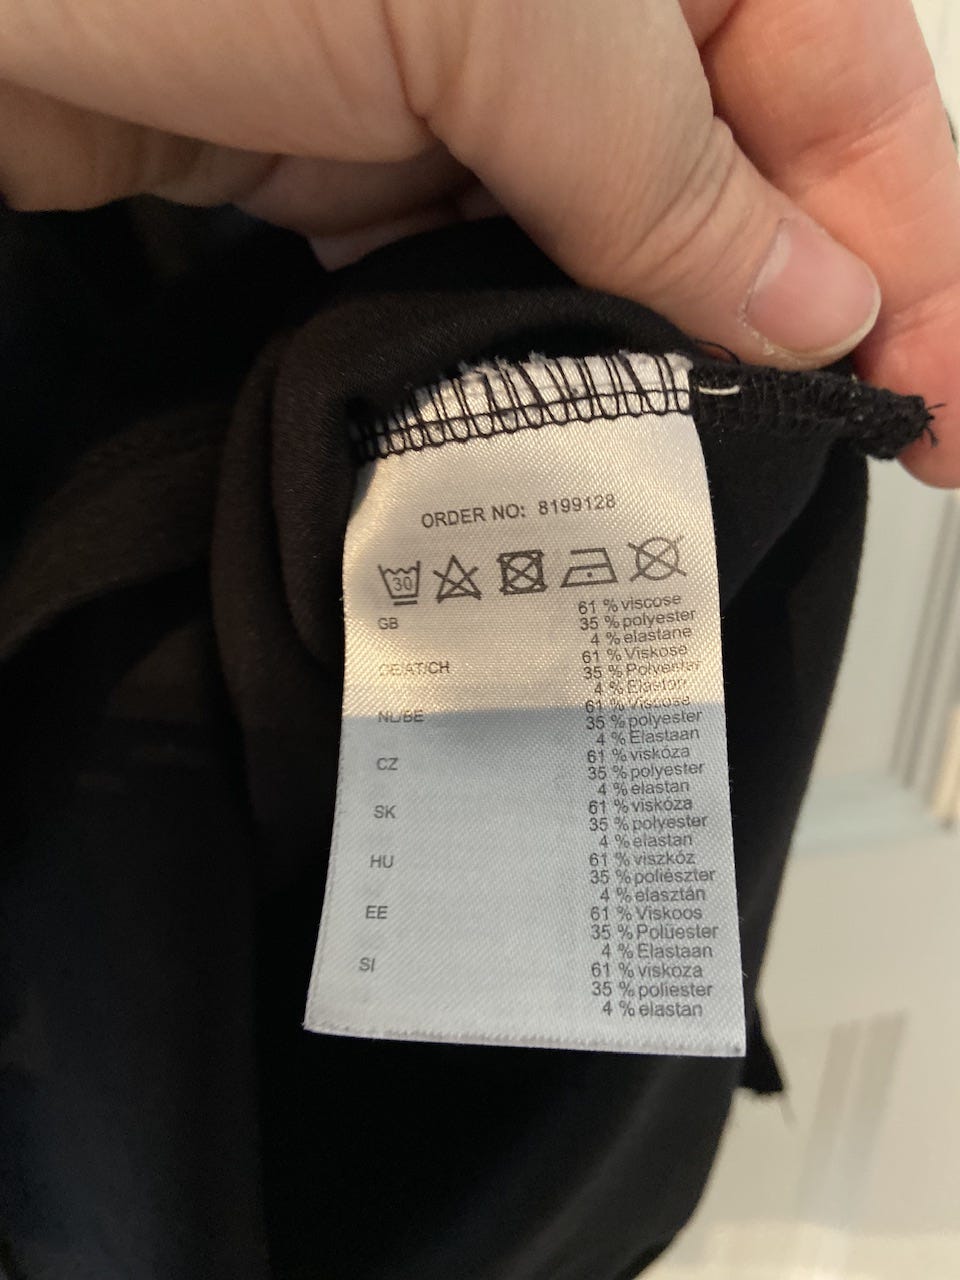 ORDER NO: 8199128
30
GB 61 % viscose
35 % polyester
4 % elastane
DE/AT/CH 61 % Viskose
35 % Polyester
4 % Elastan
NL/BE 61 % Viscose
35 % polyester
4 % Elastaan
CZ 61 % viskóza
35 % polyester
4 % elastan
SK 61 % viskóza
35 % polyester
4 % elastan
HU 61 % viszkóz
35 % poliészter
4 % elasztán
EE 61 % Viskoos
35 % Polüester
4 % Elastaan
SI 61 % viskoza
35 % poliester
4 % elastan